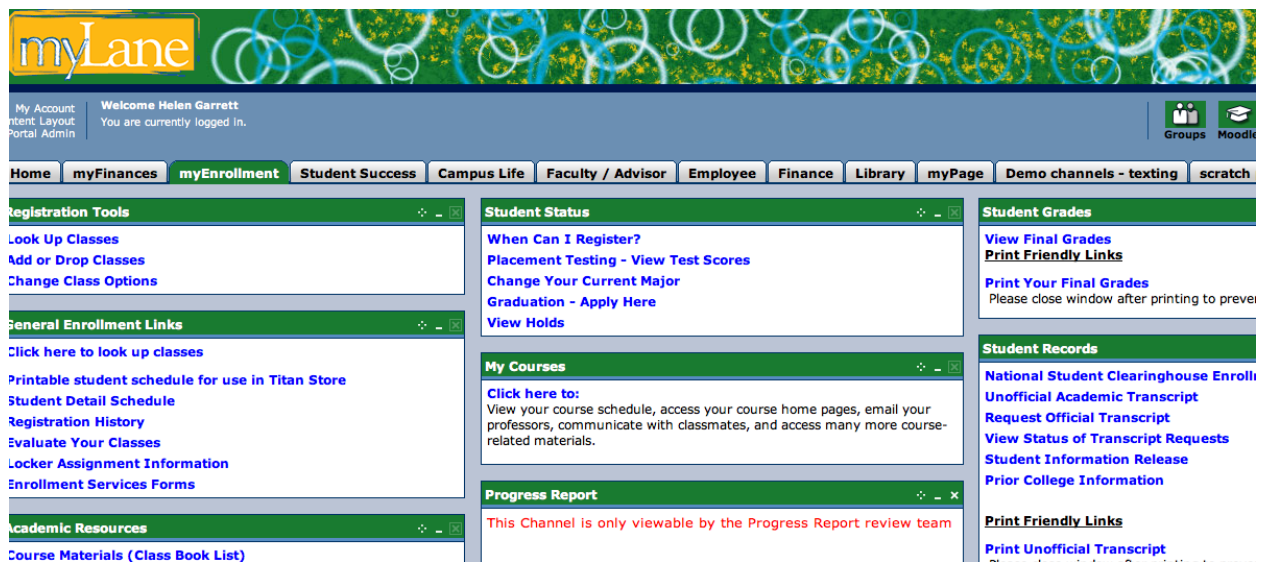 myLane
My Account
ntent Layout
Portal Admin
Welcome Helen Garrett
You are currently logged in.
Groups
Moodle
Home
myFinances
myEnrollment
Student Success
Campus Life
Faculty / Advisor
Employee
Finance
Library
myPage
Demo channels - texting
scratch
Registration Tools
Look Up Classes
Add or Drop Classes
Change Class Options
General Enrollment Links
Click here to look up classes
Printable student schedule for use in Titan Store
Student Detail Schedule
Registration History
Evaluate Your Classes
Locker Assignment Information
Enrollment Services Forms
Academic Resources
Course Materials (Class Book List)
Student Status
When Can I Register?
Placement Testing - View Test Scores
Change Your Current Major
Graduation - Apply Here
View Holds
My Courses
Click here to:
View your course schedule, access your course home pages, email your
professors, communicate with classmates, and access many more course-
related materials.
Progress Report
This Channel is only viewable by the Progress Report review team
Student Grades
View Final Grades
Print Friendly Links
Print Your Final Grades
Please close window after printing to preve
Student Records
National Student Clearinghouse Enroll
Unofficial Academic Transcript
Request Official Transcript
View Status of Transcript Requests
Student Information Release
Prior College Information
Print Friendly Links
Print Unofficial Transcript